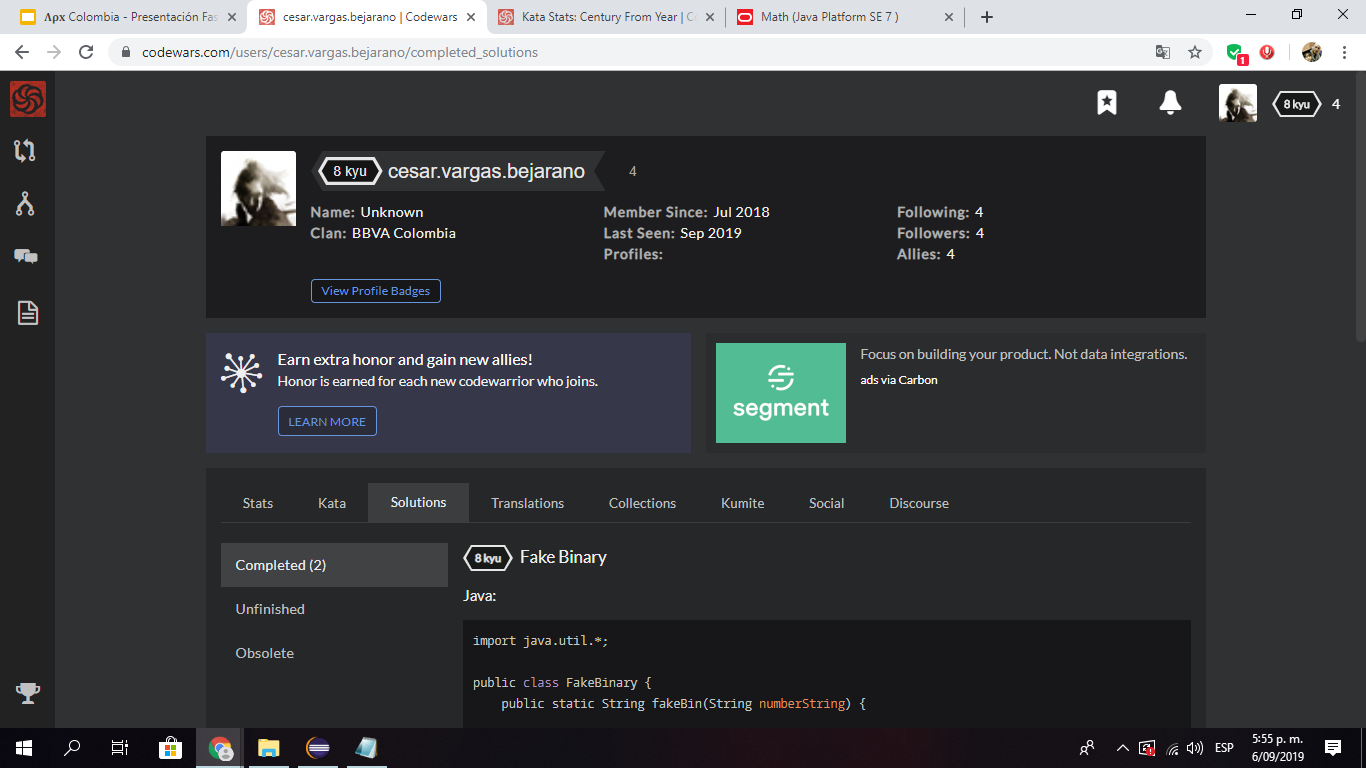 Apx Colombia - Presentación Fas
cesar.vargas.bejarano | Codewars
Kata Stats: Century From Year | C
Math (Java Platform SE 7 )
codewars.com/users/cesar.vargas.bejarano/completed_solutions
1
8 kyu 4
8 kyu cesar.vargas.bejarano 4
Name: Unknown
Clan: BBVA Colombia
Member Since: Jul 2018
Last Seen: Sep 2019
Profiles:
Following: 4
Followers: 4
Allies: 4
View Profile Badges
Earn extra honor and gain new allies!
Honor is earned for each new codewarrior who joins.
LEARN MORE
segment
Focus on building your product. Not data integrations.
ads via Carbon
Stats Kata Solutions Translations Collections Kumite Social Discourse
Completed (2)
Unfinished
Obsolete
8 kyu Fake Binary
Java:
import java.util.*;
public class FakeBinary {
public static String fakeBin(String numberString) {
ESP
5:55 p. m.
6/09/2019